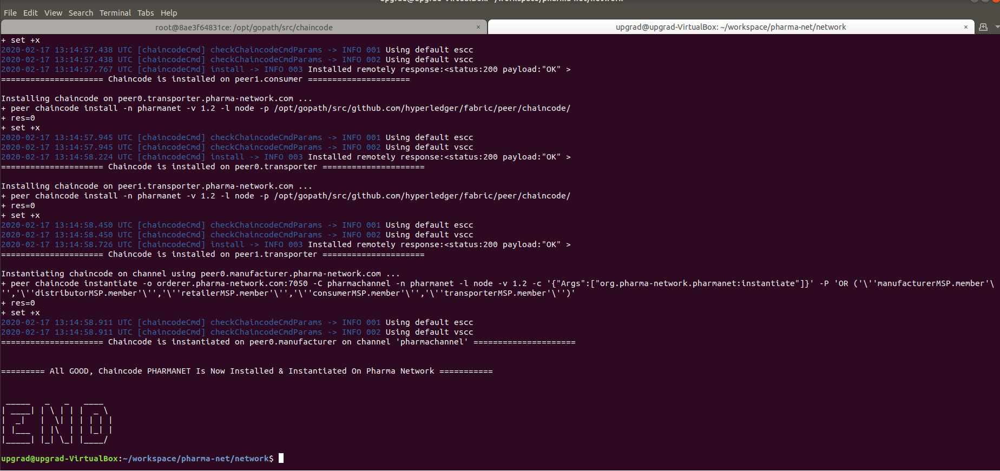 upgrad@upgrad-VirtualBox: ~/workspace/pharma-net/network
File Edit View Search Terminal Tabs Help
root@8ae3f64831ce: /opt/gopath/src/chaincode × upgrad@upgrad-VirtualBox: ~/workspace/pharma-net/network ×
+ set +x
2020-02-17 13:14:57.438 UTC [chaincodeCmd] checkChaincodeCmdParams -> INFO 001 Using default escc
2020-02-17 13:14:57.438 UTC [chaincodeCmd] checkChaincodeCmdParams -> INFO 002 Using default vscc
2020-02-17 13:14:57.767 UTC [chaincodeCmd] install -> INFO 003 Installed remotely response:<status:200 payload:"OK" >
===================== Chaincode is installed on peer1.consumer =====================
Installing chaincode on peer0.transporter.pharma-network.com ...
+ peer chaincode install -n pharmanet -v 1.2 -l node -p /opt/gopath/src/github.com/hyperledger/fabric/peer/chaincode/
+ res=0
+ set +x
2020-02-17 13:14:57.945 UTC [chaincodeCmd] checkChaincodeCmdParams -> INFO 001 Using default escc
2020-02-17 13:14:57.945 UTC [chaincodeCmd] checkChaincodeCmdParams -> INFO 002 Using default vscc
2020-02-17 13:14:58.224 UTC [chaincodeCmd] install -> INFO 003 Installed remotely response:<status:200 payload:"OK" >
===================== Chaincode is installed on peer0.transporter =====================
Installing chaincode on peer1.transporter.pharma-network.com ...
+ peer chaincode install -n pharmanet -v 1.2 -l node -p /opt/gopath/src/github.com/hyperledger/fabric/peer/chaincode/
+ res=0
+ set +x
2020-02-17 13:14:58.450 UTC [chaincodeCmd] checkChaincodeCmdParams -> INFO 001 Using default escc
2020-02-17 13:14:58.450 UTC [chaincodeCmd] checkChaincodeCmdParams -> INFO 002 Using default vscc
2020-02-17 13:14:58.726 UTC [chaincodeCmd] install -> INFO 003 Installed remotely response:<status:200 payload:"OK" >
===================== Chaincode is installed on peer1.transporter =====================
Instantiating chaincode on channel using peer0.manufacturer.pharma-network.com ...
+ peer chaincode instantiate -o orderer.pharma-network.com:7050 -C pharmachannel -n pharmanet -l node -v 1.2 -c '{"Args":["org.pharma-network.pharmanet:instantiate"]}' -P 'OR ('\''manufacturerMSP.member'\
'','\''distributorMSP.member'\'','\''retailerMSP.member'\'','\''consumerMSP.member'\'','\''transporterMSP.member'\'')'
+ res=0
+ set +x
2020-02-17 13:14:58.911 UTC [chaincodeCmd] checkChaincodeCmdParams -> INFO 001 Using default escc
2020-02-17 13:14:58.911 UTC [chaincodeCmd] checkChaincodeCmdParams -> INFO 002 Using default vscc
===================== Chaincode is instantiated on peer0.manufacturer on channel 'pharmachannel' =====================
========= All GOOD, Chaincode PHARMANET Is Now Installed & Instantiated On Pharma Network ===========
END
upgrad@upgrad-VirtualBox:~/workspace/pharma-net/network$